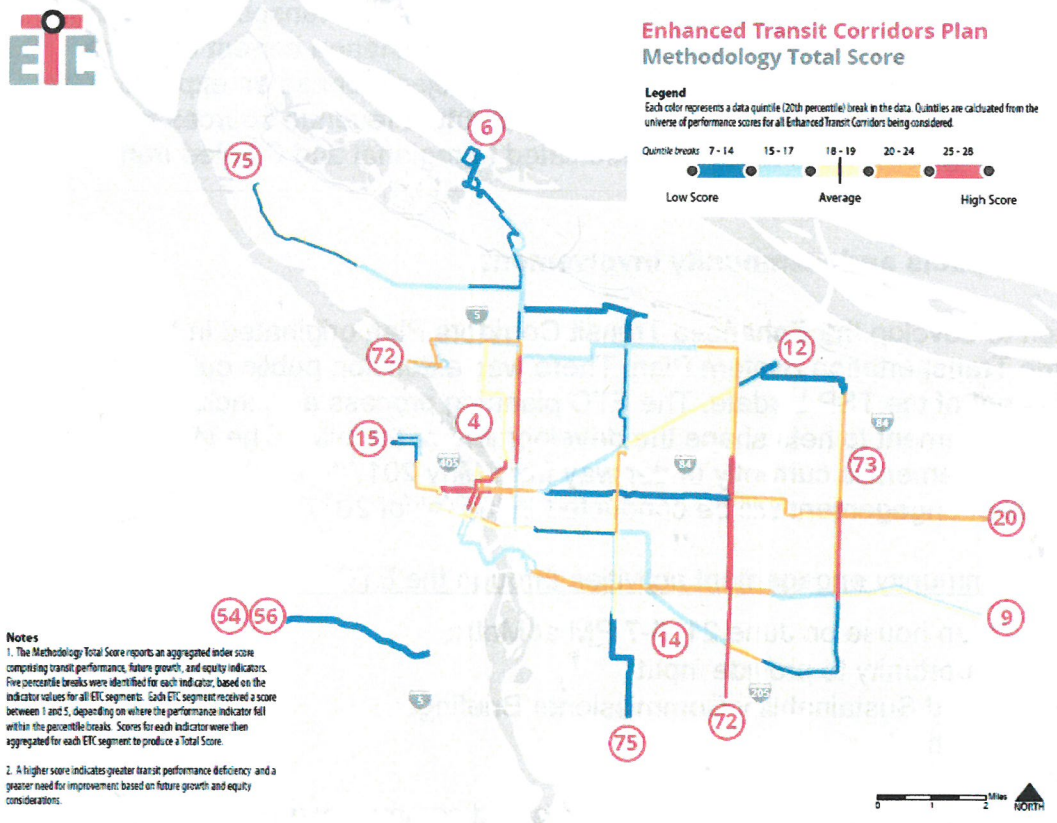 ETC
Enhanced Transit Corridors Plan
Methodology Total Score
Legend
Each color represents a data quintile (20th percentile) break in the data. Quintiles are calduated from the
universe of performance scores for all Enhanced Transit Corridors being considered.
Quintile breaks 7 - 14 15 - 17 18 - 19 20 - 24 25 - 28
Low Score Average High Score
6
75
5
72
12
4
15
405
84
84
73
20
54 56
9
14
5
205
72
75
Notes
1. The Methodology Total Score reports an aggregated index score
comprising transit performance, future growth, and equity indicators.
Five percentile breaks were identified for each indicator, based on the
indicator values for all ETC segments. Each ETC segment received a score
between 1 and 5, depending on where the performance indicator fell
within the percentile breaks. Scores for each indicator were then
aggregated for each ETC segment to produce a Total Score.
2. A higher score indicates greater transit performance deficiency and a
greater need for improvement based on future growth and equity
considerations.
Miles
0 1 2
NORTH